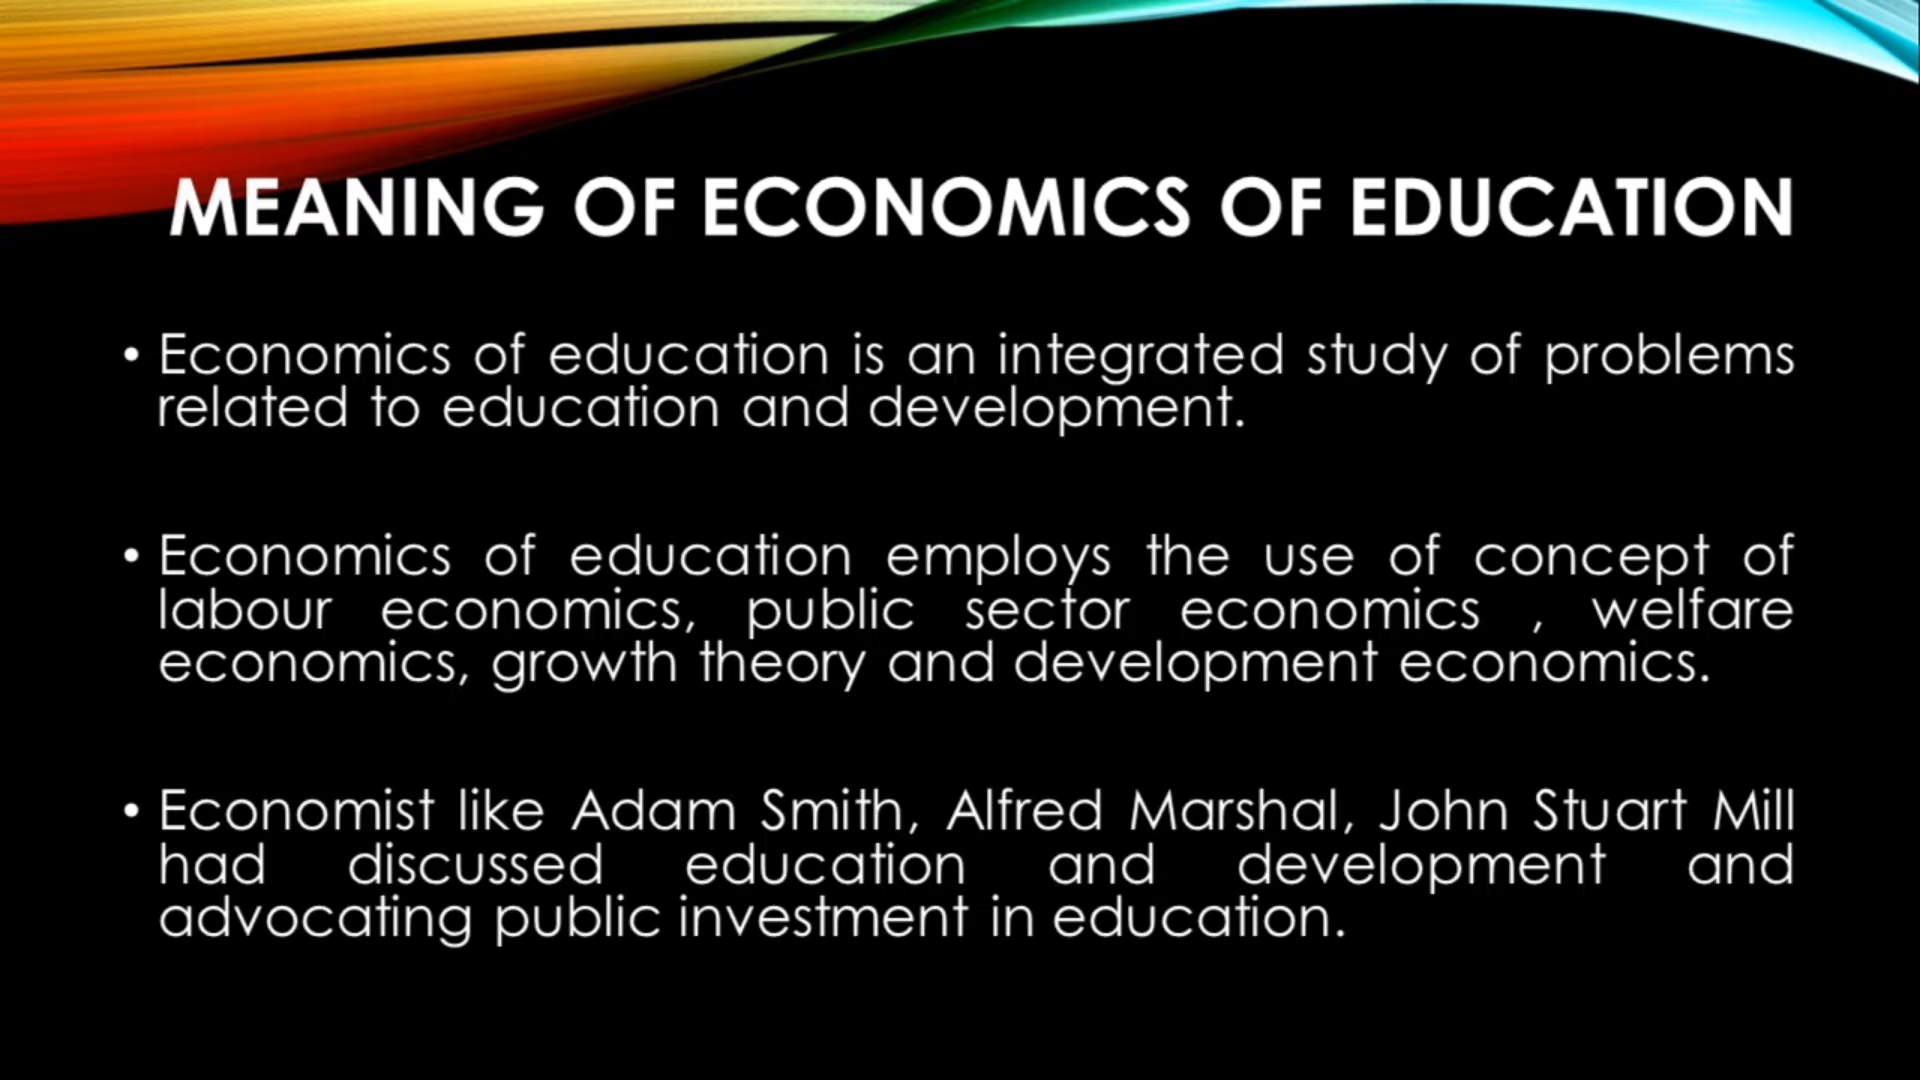 MEANING OF ECONOMICS OF EDUCATION
• Economics of education is an integrated study of problems
related to education and development.
• Economics of education employs the use of concept of
labour economics, public sector economics , welfare
economics, growth theory and development economics.
• Economist like Adam Smith, Alfred Marshal, John Stuart Mill
had discussed education and development and
advocating public investment in education.